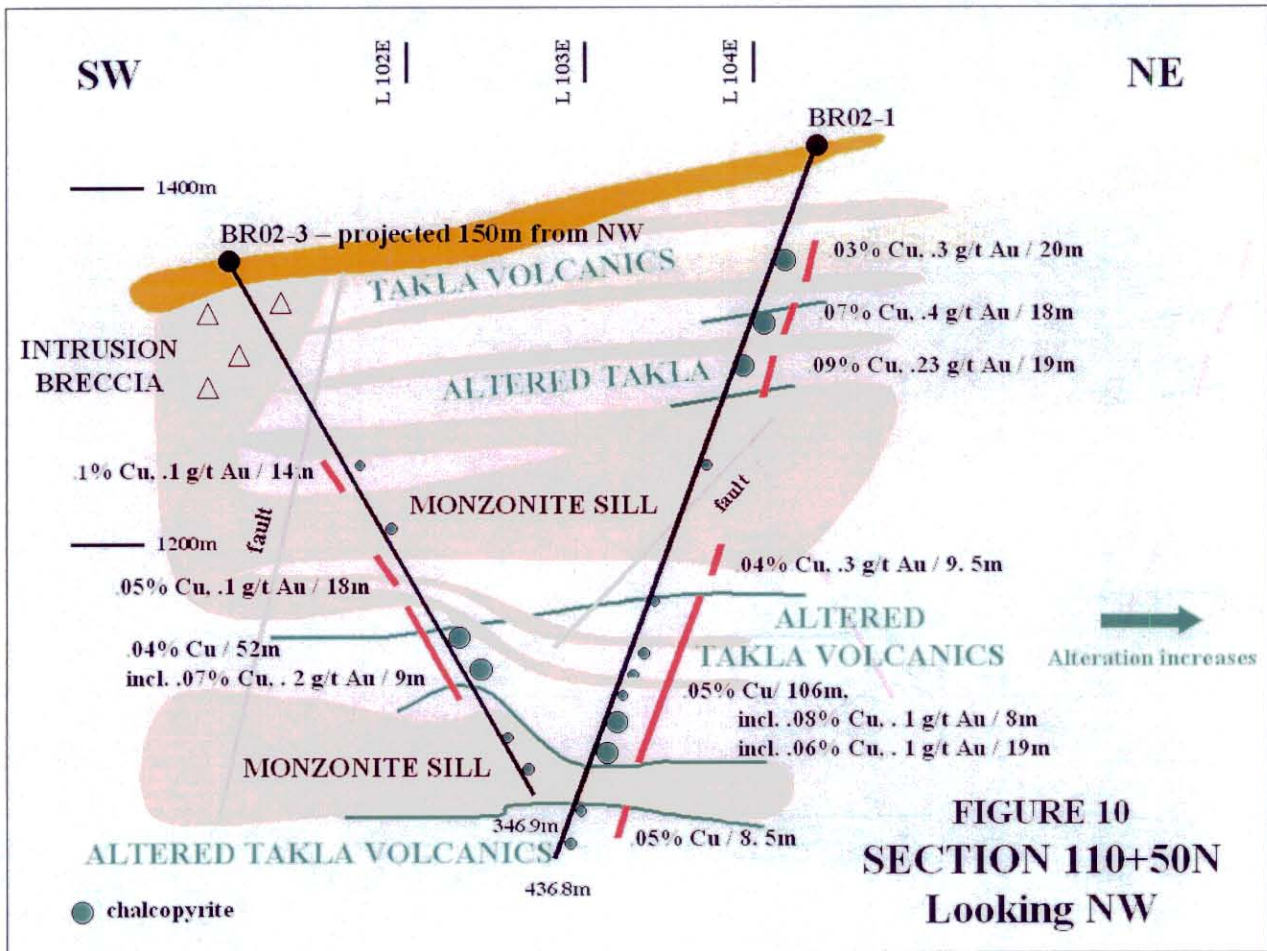 SW
L 102E
L 103E
L 104E
NE
BR02-1
1400m
BR02-3 – projected 150m from NW
TAKLA VOLCANICS
.03% Cu, .3 g/t Au / 20m
.07% Cu, .4 g/t Au / 18m
INTRUSION
BRECCIA
ALTERED TAKLA
.09% Cu, .23 g/t Au / 19m
.1% Cu, .1 g/t Au / 14m
MONZONITE SILL
fault
fault
1200m
.05% Cu, .1 g/t Au / 18m
.04% Cu, .3 g/t Au / 9. 5m
ALTERED
TAKLA VOLCANICS
Alteration increases
.04% Cu / 52m
incl. .07% Cu, . 2 g/t Au / 9m
.05% Cu/ 106m,
incl. .08% Cu, . 1 g/t Au / 8m
incl. .06% Cu, . 1 g/t Au / 19m
MONZONITE SILL
346.9m
.05% Cu / 8. 5m
ALTERED TAKLA VOLCANICS
436.8m
FIGURE 10
SECTION 110+50N
Looking NW
chalcopyrite